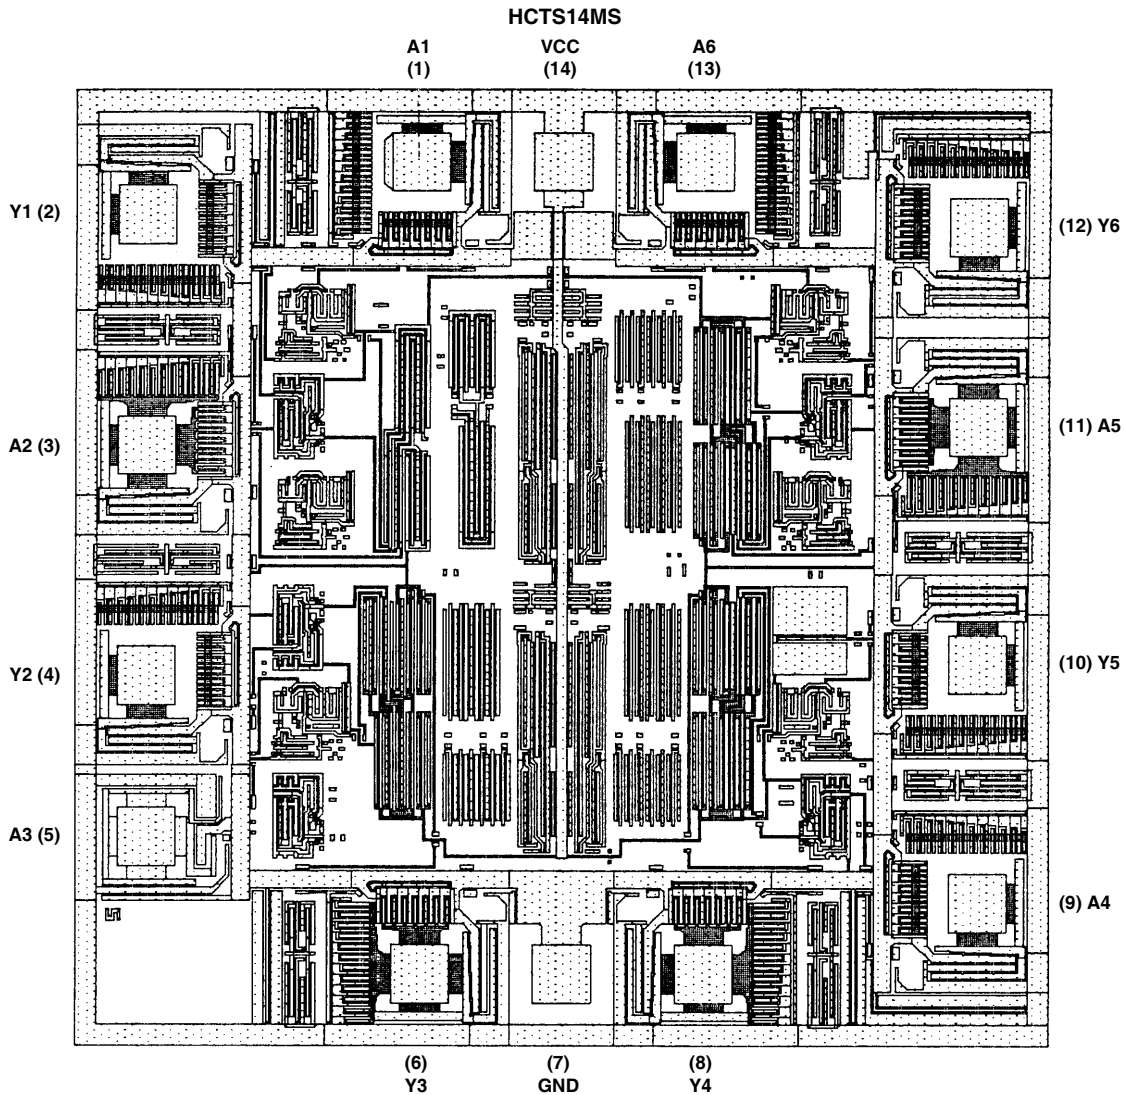 HCTS14MS
A1
(1)
VCC
(14)
A6
(13)
Y1 (2)
(12) Y6
A2 (3)
(11) A5
Y2 (4)
(10) Y5
A3 (5)
(9) A4
(6)
Y3
(7)
GND
(8)
Y4